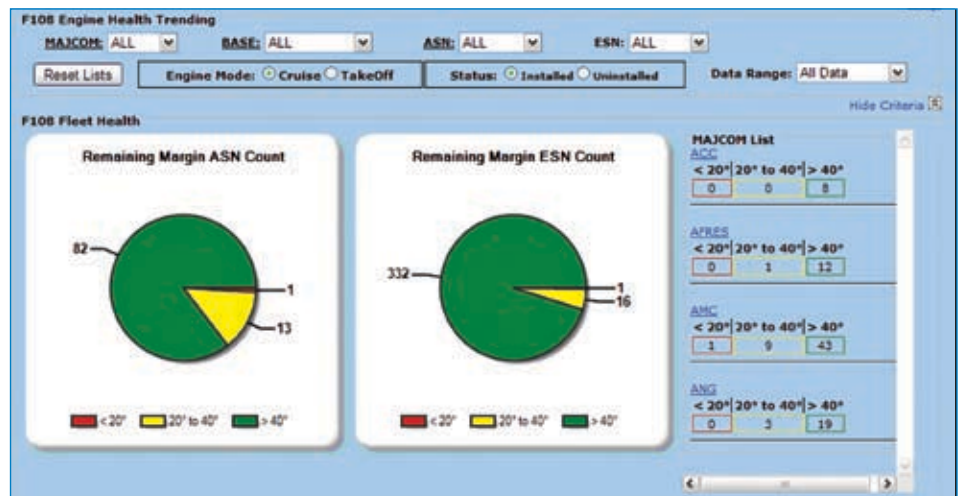 F108 Engine Health Trending
MAJCOM: ALL BASE: ALL ASN: ALL ESN: ALL
Reset Lists Engine Mode: Cruise TakeOff Status: Installed Uninstalled Data Range: All Data
Hide Criteria
F108 Fleet Health
Remaining Margin ASN Count
82
1
13
< 20° 20° to 40° > 40°
Remaining Margin ESN Count
332
1
16
< 20° 20° to 40° > 40°
MAJCOM List
ACC
< 20° 20° to 40° > 40°
0 0 8
AFRES
< 20° 20° to 40° > 40°
0 1 12
AMC
< 20° 20° to 40° > 40°
1 9 43
ANG
< 20° 20° to 40° > 40°
0 3 19